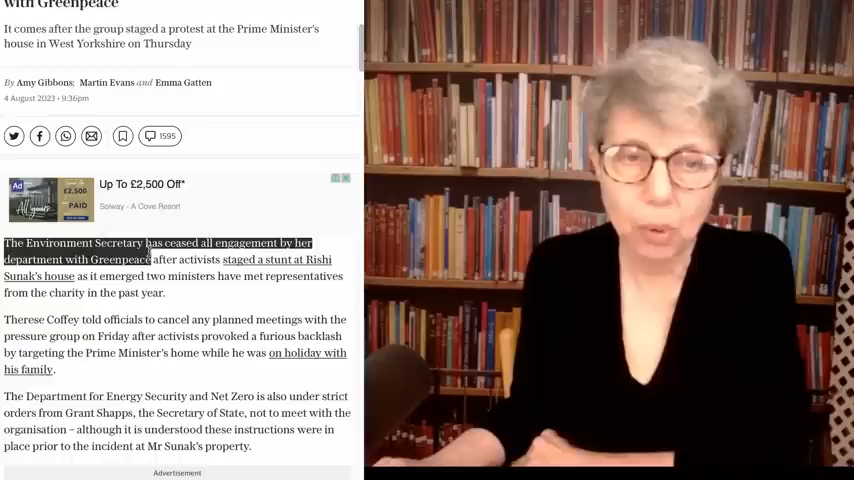 with Greenpeace
It comes after the group staged a protest at the Prime Minister's
house in West Yorkshire on Thursday
By Amy Gibbons; Martin Evans and Emma Gatten
4 August 2023 • 9:36pm
1595
Ad
£2,500
PAID
Up To £2,500 Off*
Solway - A Cove Resort
The Environment Secretary has ceased all engagement by her
department with Greenpeace after activists staged a stunt at Rishi
Sunak's house as it emerged two ministers have met representatives
from the charity in the past year.
Therese Coffey told officials to cancel any planned meetings with the
pressure group on Friday after activists provoked a furious backlash
by targeting the Prime Minister's home while he was on holiday with
his family.
The Department for Energy Security and Net Zero is also under strict
orders from Grant Shapps, the Secretary of State, not to meet with the
organisation – although it is understood these instructions were in
place prior to the incident at Mr Sunak's property.
Advertisement